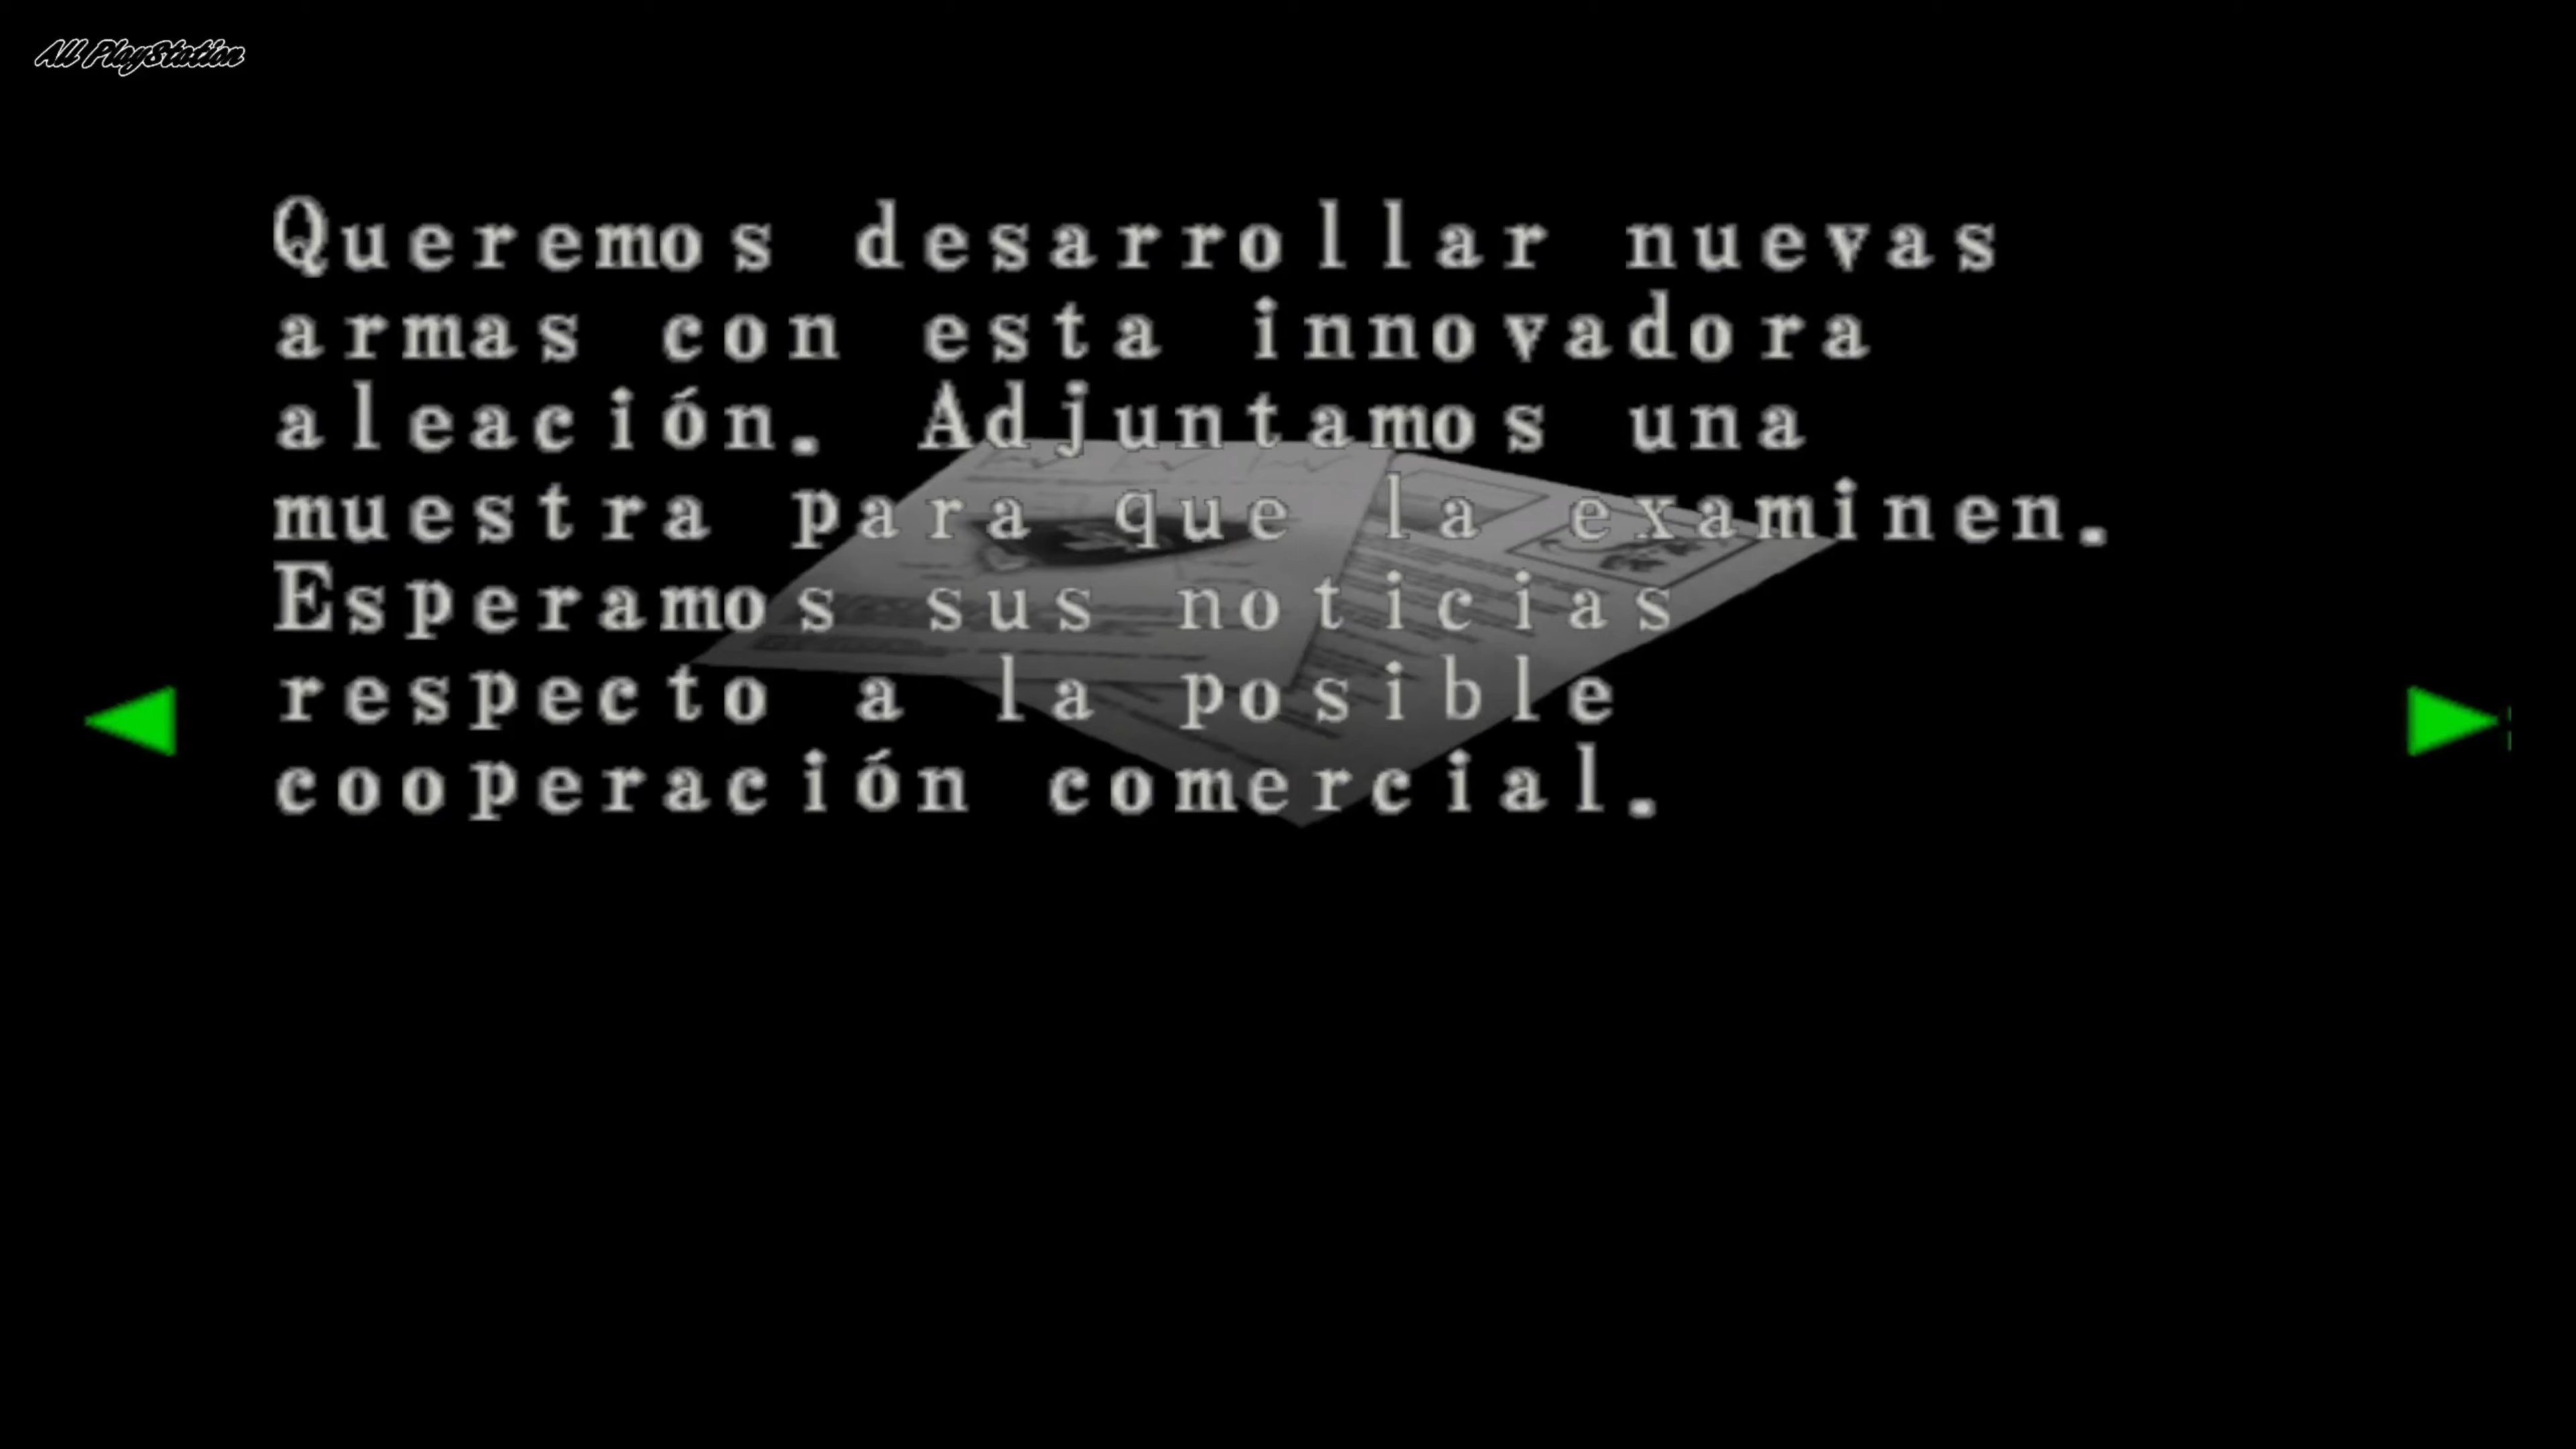 All PlayStation
Queremos desarrollar nuevas
armas con esta innovadora
aleación. Adjuntamos una
muestra para que la examinen.
Esperamos sus noticias
respecto a la posible
cooperación comercial.